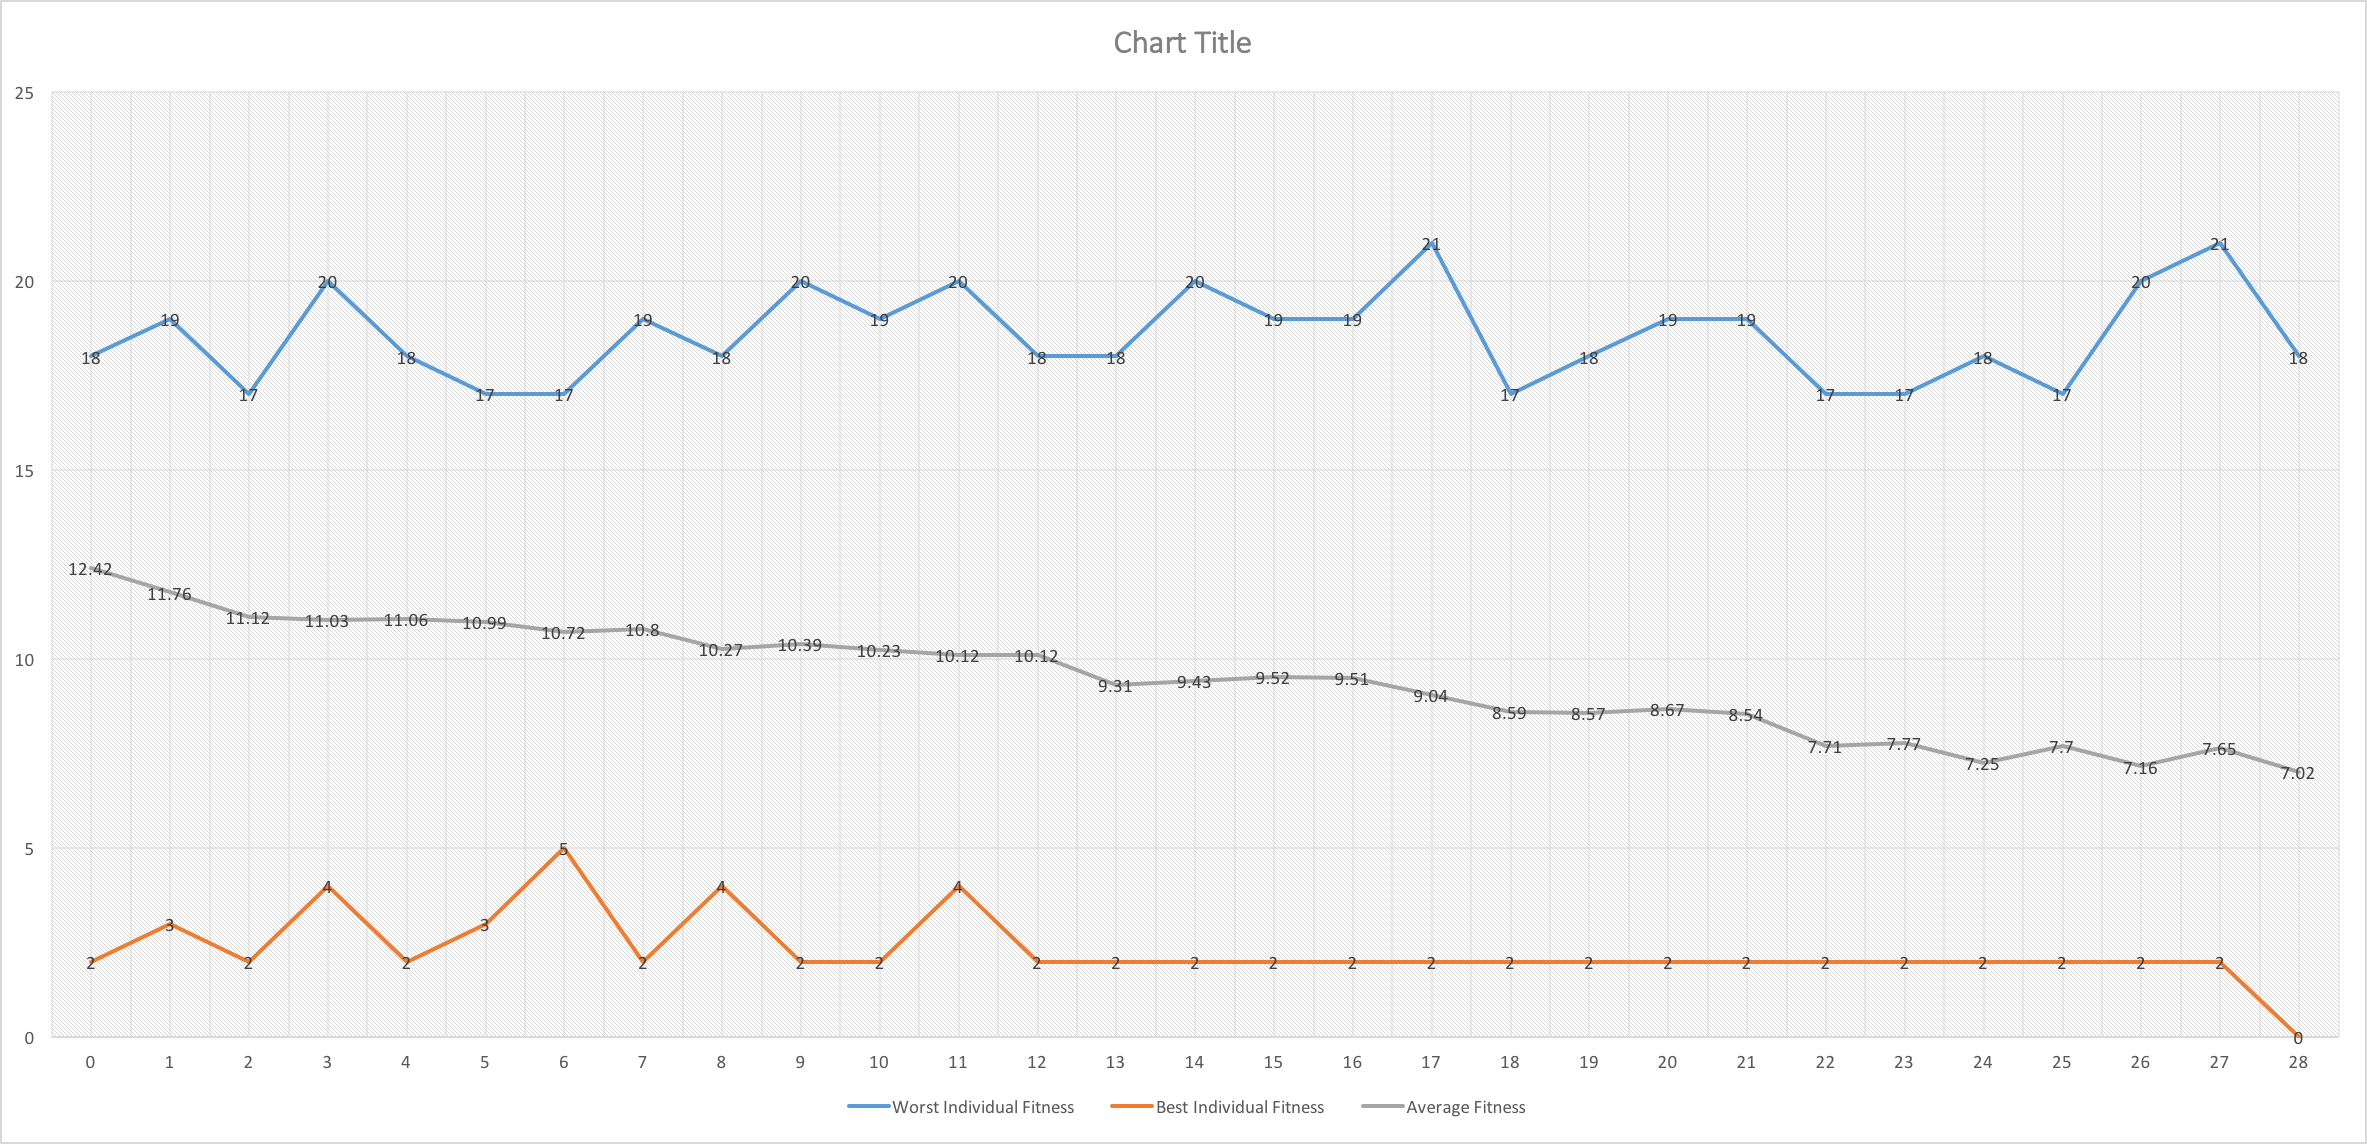 Chart Title
25
20
15
10
5
0
18 19 17 20 18 17 17 19 18 20 19 20 18 18 20 19 19 21 17 18 19 19 17 17 18 17 20 21 18
12.42 11.76 11.12 11.03 11.06 10.99 10.72 10.8 10.27 10.39 10.23 10.12 10.12 9.31 9.43 9.52 9.51 9.04 8.59 8.57 8.67 8.54 7.71 7.77 7.25 7.7 7.16 7.65 7.02
2 3 2 4 2 3 5 2 4 2 2 4 2 2 2 2 2 2 2 2 2 2 2 2 2 2 2 2 0
0 1 2 3 4 5 6 7 8 9 10 11 12 13 14 15 16 17 18 19 20 21 22 23 24 25 26 27 28
Worst Individual Fitness Best Individual Fitness Average Fitness